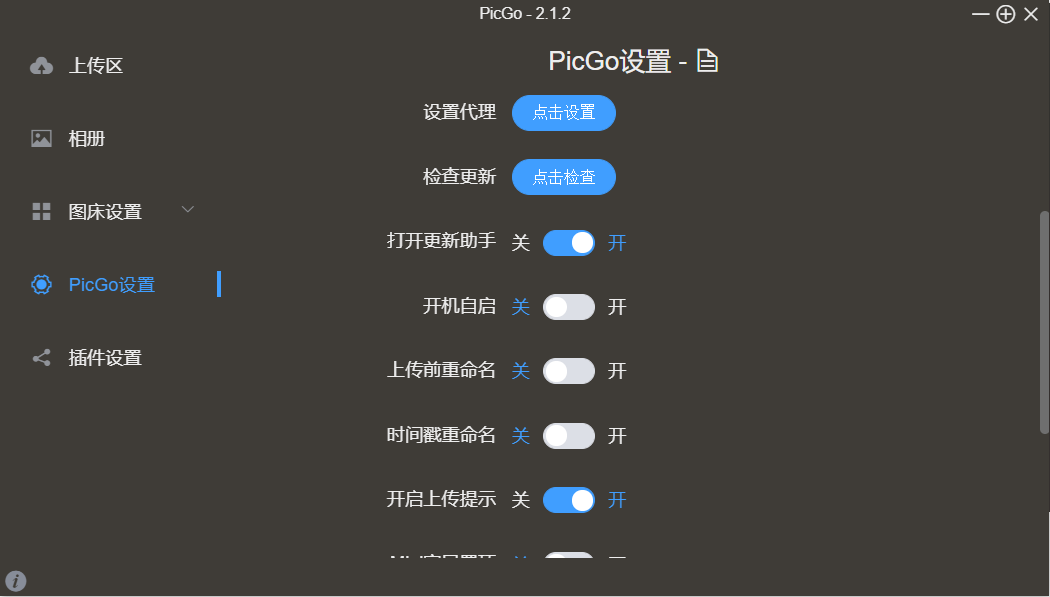 PicGo - 2.1.2
上传区
相册
图床设置
PicGo设置
插件设置
PicGo设置 -
设置代理 点击设置
检查更新 点击检查
打开更新助手 关 开
开机自启 关 开
上传前重命名 关 开
时间戳重命名 关 开
开启上传提示 关 开